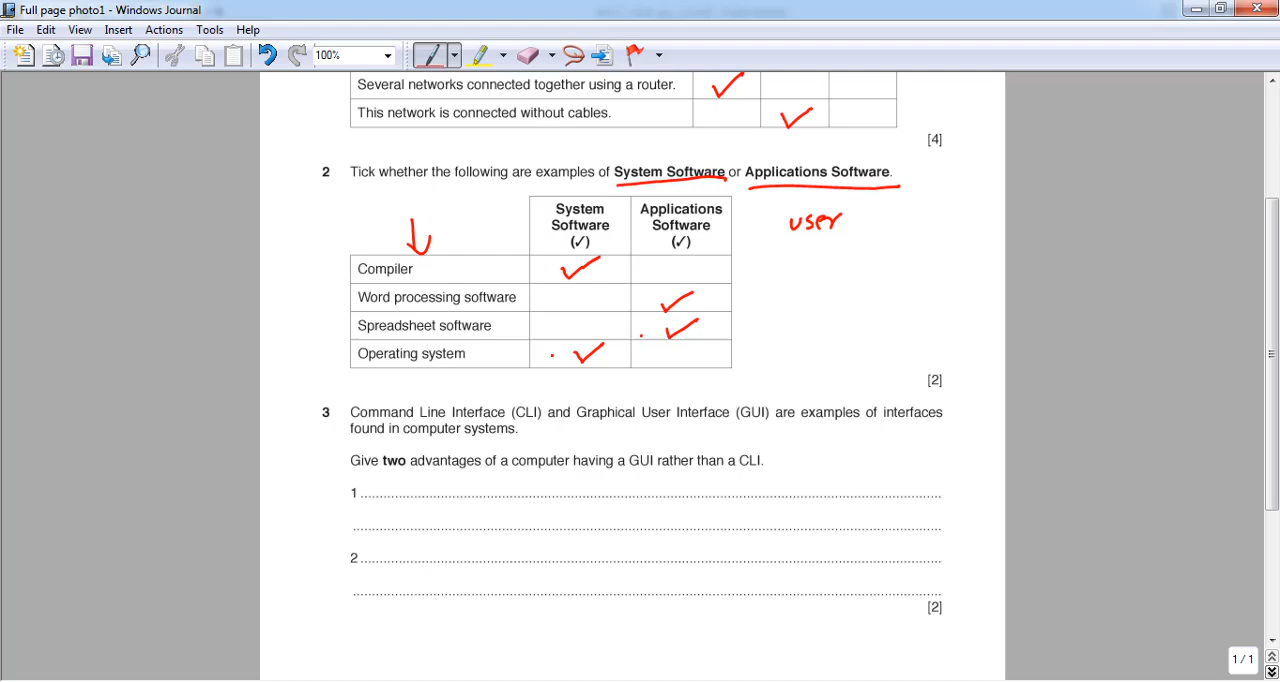 Full page photo1 - Windows Journal
File Edit View Insert Actions Tools Help
100%
Several networks connected together using a router. ✓
This network is connected without cables. ✓
[4]
2 Tick whether the following are examples of System Software or Applications Software.
System Software (✓)
Applications Software (✓)
user
Compiler ✓
Word processing software ✓
Spreadsheet software ✓
Operating system ✓
[2]
3 Command Line Interface (CLI) and Graphical User Interface (GUI) are examples of interfaces
found in computer systems.
Give two advantages of a computer having a GUI rather than a CLI.
1
2
[2]
1 / 1